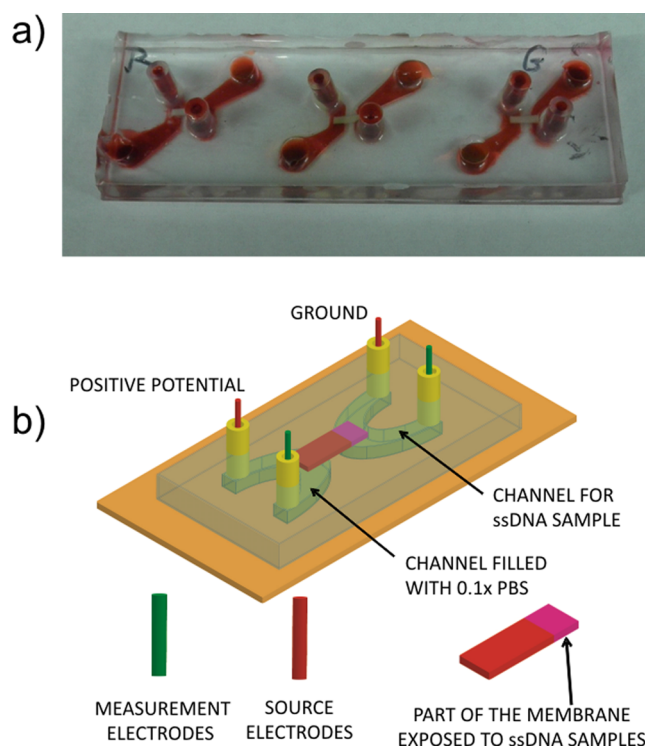 a)
R
G
GROUND
POSITIVE POTENTIAL
b)
CHANNEL FOR
ssDNA SAMPLE
CHANNEL FILLED
WITH 0.1x PBS
MEASUREMENT
ELECTRODES
SOURCE
ELECTRODES
PART OF THE MEMBRANE
EXPOSED TO ssDNA SAMPLES